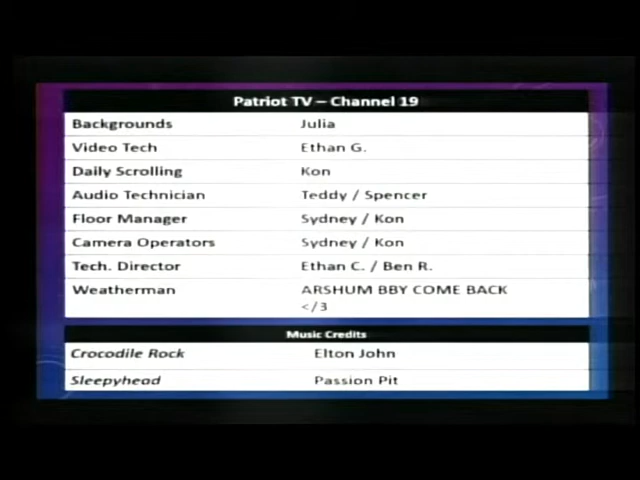 Patriot TV – Channel 19
Backgrounds Julia
Video Tech Ethan G.
Daily Scrolling Kon
Audio Technician Teddy / Spencer
Floor Manager Sydney / Kon
Camera Operators Sydney / Kon
Tech. Director Ethan C. / Ben R.
Weatherman ARSHUM BBY COME BACK
</3
Music Credits
Crocodile Rock Elton John
Sleepyhead Passion Pit